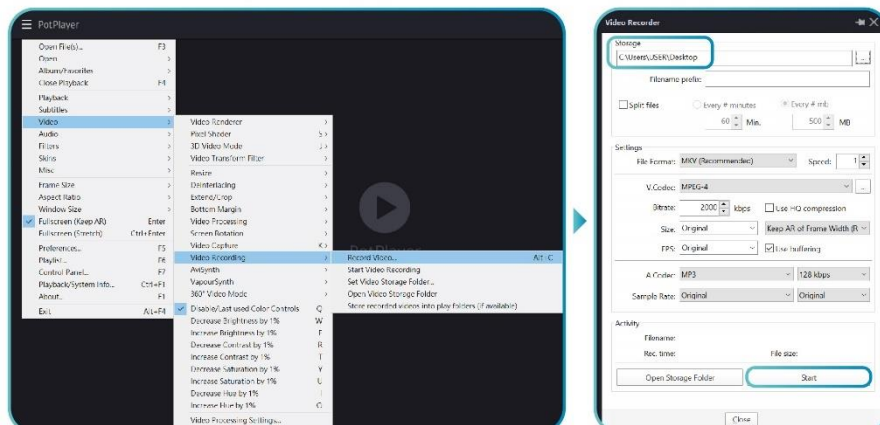 PotPlayer
Open File(s)... F3
Open
Album/Favorites
Close Playback F4
Playback
Subtitles
Video
Audio
Filters
Skins
Misc
Frame Size
Aspect Ratio
Window Size
Fullscreen (Keep AR) Enter
Fullscreen (Stretch) Ctrl+Enter
Preferences... F5
Playlist... F6
Control Panel... F7
Playback/System Info... Ctrl+F1
About... F1
Exit Alt+F4
Video Renderer
Pixel Shader S
3D Video Mode J
Video Transform Filter
Resize
Deinterlacing
Extend/Crop
Bottom Margin
Video Processing
Screen Rotation
Video Capture K
Video Recording
AviSynth
VapourSynth
360° Video Mode
Disable/Last used Color Controls Q
Decrease Brightness by 1% W
Increase Brightness by 1% E
Decrease Contrast by 1% R
Increase Contrast by 1% T
Decrease Saturation by 1% Y
Increase Saturation by 1% U
Decrease Hue by 1% I
Increase Hue by 1% O
Video Processing Settings...
Record Video... Alt+C
Start Video Recording
Set Video Storage Folder...
Open Video Storage Folder
Store recorded videos into play folders (if available)
Video Recorder
Storage
C:\Users\USER\Desktop ...
Filename prefix:
Split files Every # minutes Every # mb
60 Min. 500 MB
Settings
File Format: MKV (Recommended) Speed: 1
V.Codec: MPEG-4 ...
Bitrate: 2000 kbps Use HQ compression
Size: Original Keep AR of Frame Width (R
FPS: Original Use buffering
A.Codec: MP3 128 kbps
Sample Rate: Original Original
Activity
Filename:
Rec. time: File size:
Open Storage Folder Start
Close